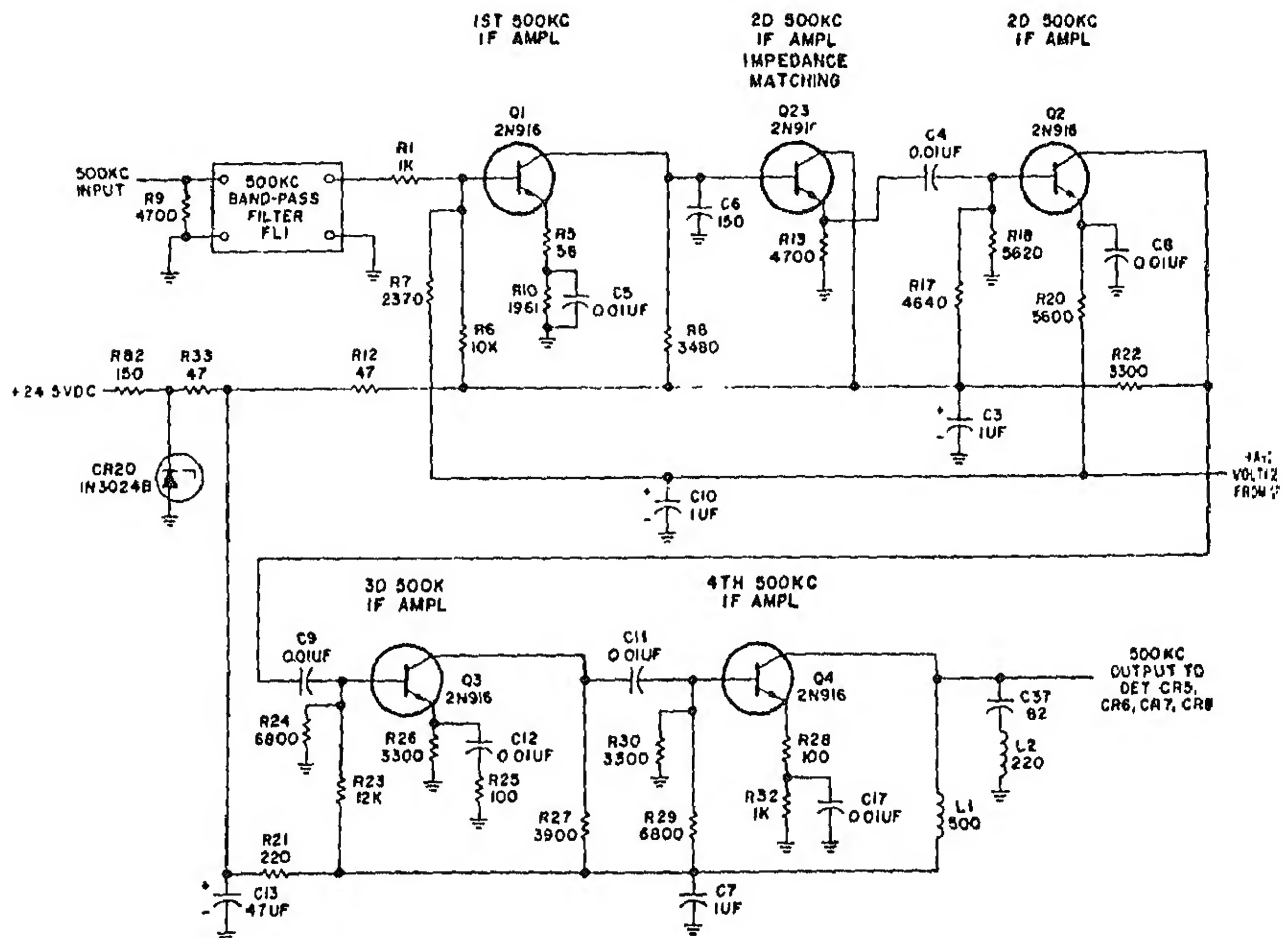 1ST 500KC
IF AMPL
2D 500KC
IF AMPL
IMPEDANCE
MATCHING
2D 500KC
IF AMPL
Q1
2N916
Q23
Q2
2N916
C4
0.01UF
R1
1K
500KC
INPUT
R9
4700
500KC
BAND-PASS
FILTER
FL1
C6
150
R5
56
R10
1961
C5
0.01UF
R7
2370
R6
10K
R8
3480
4700
R18
5620
C8
0.01UF
R17
4640
R20
5600
R82
150
R33
47
R12
47
R22
3300
+24 5VDC
C3
1UF
CR20
1N3024B
C10
1UF
3D 500K
IF AMPL
4TH 500KC
IF AMPL
C9
0.01UF
Q3
2N916
C11
0.01UF
Q4
2N916
500KC
OUTPUT TO
DET CR5,
CR6, CR7, CR8
C37
82
L2
220
R24
6800
R26
3300
C12
0.01UF
R25
100
R23
12K
R30
3300
R28
100
R32
1K
C17
0.01UF
R27
3900
R29
6800
L1
500
R21
220
C13
47UF
C7
1UF